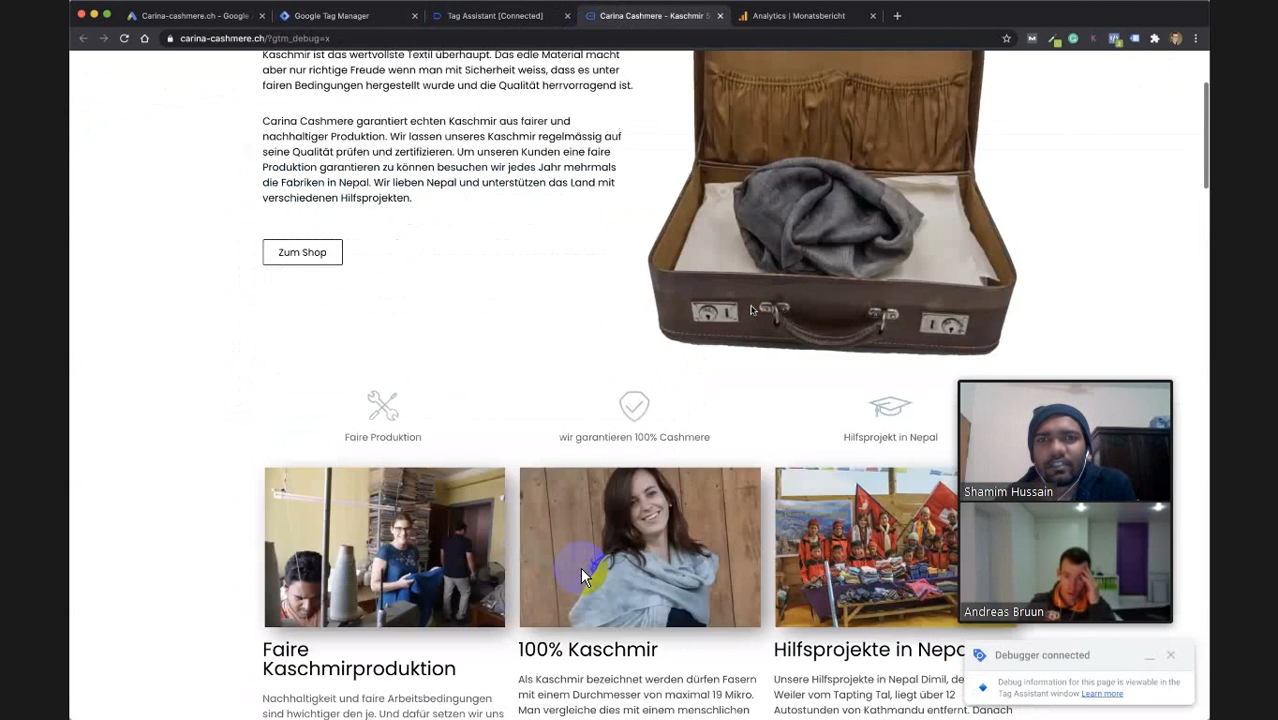 Carina-cashmere.ch - Google
Google Tag Manager
Tag Assistant [Connected]
Carina Cashmere - Kaschmir S
Analytics | Monatsbericht
carina-cashmere.ch/?gtm_debug=x
Kaschmir ist das wertvollste Textil überhaupt. Das edle Material macht
aber nur richtige Freude wenn man mit Sicherheit weiss, dass es unter
fairen Bedingungen hergestellt wurde und die Qualität herrvorragend ist.
Carina Cashmere garantiert echten Kaschmir aus fairer und
nachhaltiger Produktion. Wir lassen unseres Kaschmir regelmässig auf
seine Qualität prüfen und zertifizieren. Um unseren Kunden eine faire
Produktion garantieren zu können besuchen wir jedes Jahr mehrmals
die Fabriken in Nepal. Wir lieben Nepal und unterstützen das Land mit
verschiedenen Hilfsprojekten.
Zum Shop
Faire Produktion
wir garantieren 100% Cashmere
Hilfsprojekt in Nepal
Shamim Hussain
Andreas Bruun
Faire
Kaschmirproduktion
100% Kaschmir
Hilfsprojekte in Nepa
Nachhaltigkeit und faire Arbeitsbedingungen
sind hwichtiger den je. Und dafür setzen wir uns
Als Kaschmir bezeichnet werden dürfen Fasern
mit einem Durchmesser von maximal 19 Mikro.
Man vergleiche dies mit einem menschlichen
Unsere Hilfsprojekte in Nepal Dimil, de
Weiler vom Tapting Tal, liegt über 12
Autostunden von Kathmandu entfernt. Danach
Debugger connected
Debug information for this page is viewable in the
Tag Assistant window Learn more